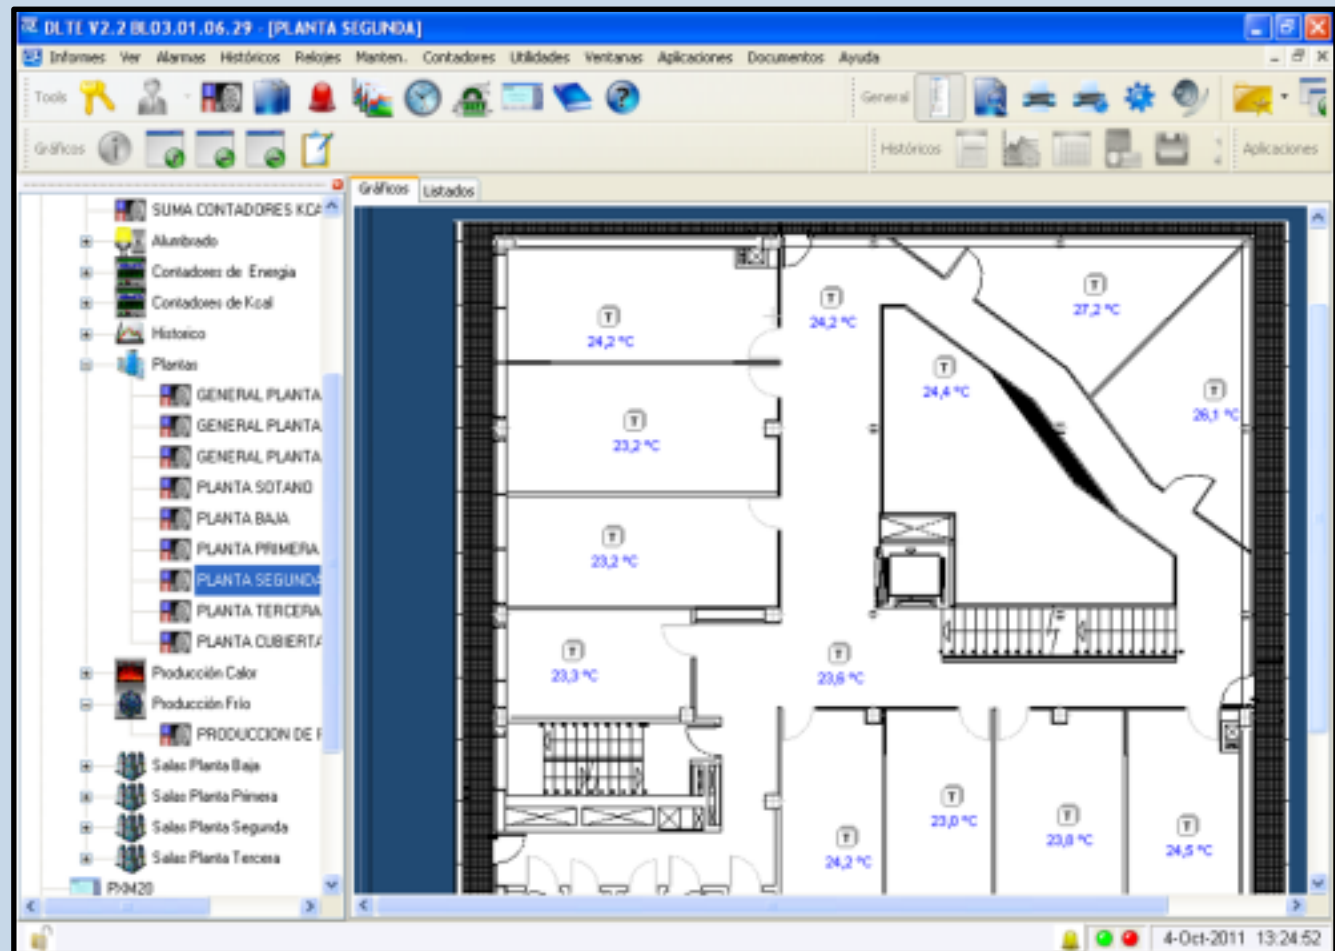 DLTE V2.2 BL03.01.06.29 - [PLANTA SEGUNDA]
Informes Ver Alarmas Históricos Relojes Manten. Contadores Utilidades Ventanas Aplicaciones Documentos Ayuda
Tools
General
Gráficos
Históricos
Aplicaciones
Gráficos Listados
SUMA CONTADORES KCA
Alumbrado
Contadores de Energia
Contadores de Kcal
Historico
Plantas
GENERAL PLANTA
GENERAL PLANTA
GENERAL PLANTA
PLANTA SOTANO
PLANTA BAJA
PLANTA PRIMERA
PLANTA SEGUNDA
PLANTA TERCERA
PLANTA CUBIERTA
Producción Calor
Producción Frío
PRODUCCION DE F
Salas Planta Baja
Salas Planta Primera
Salas Planta Segunda
Salas Planta Tercera
PXM20
T
27,2 ºC
T
24,2 ºC
T
24,2 ºC
T
24,4 ºC
T
26,1 ºC
T
23,2 ºC
T
23,2 ºC
T
23,3 ºC
T
23,6 ºC
T
23,0 ºC
T
23,8 ºC
T
24,5 ºC
T
24,2 ºC
4-Oct-2011 13:24:52